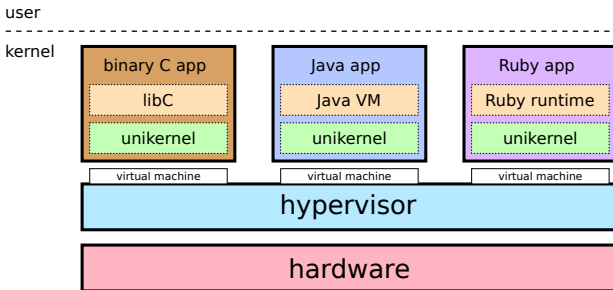 user
kernel
binary C app
libC
unikernel
virtual machine
Java app
Java VM
unikernel
virtual machine
Ruby app
Ruby runtime
unikernel
virtual machine
hypervisor
hardware